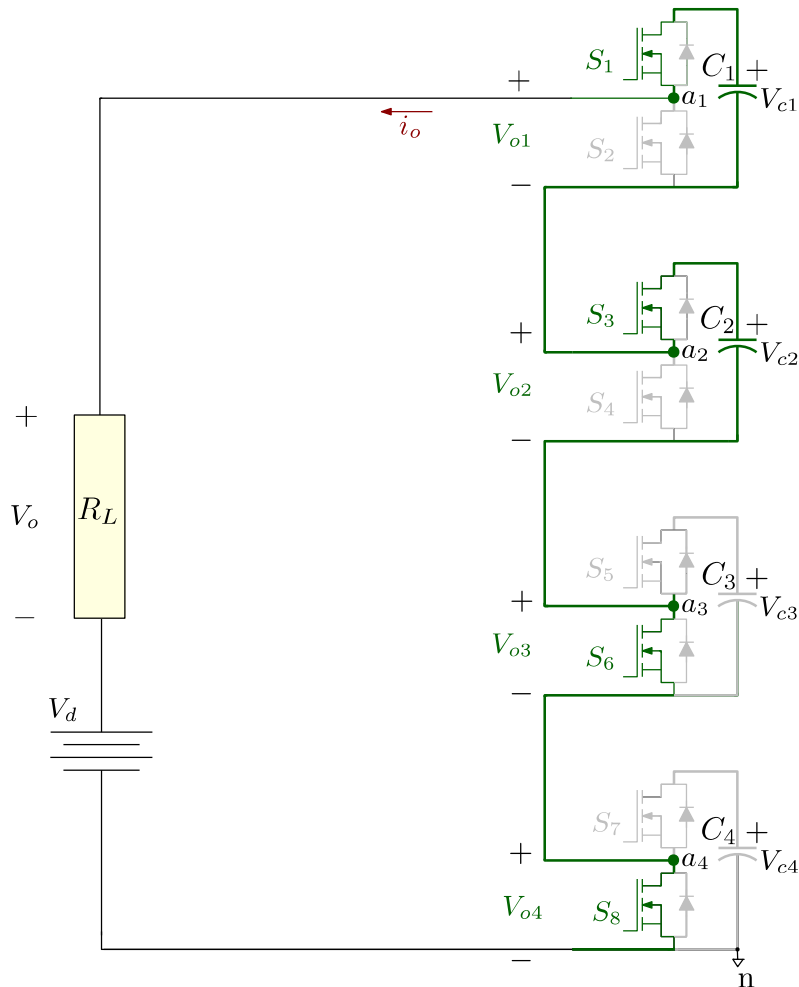 S1
C1 +
+
a1
Vc1
io
Vo1
S2
−
S3
C2 +
+
a2
Vc2
Vo2
S4
−
+
Vo
RL
−
S5
C3 +
+
a3
Vc3
Vo3
S6
−
Vd
S7
C4 +
+
a4
Vc4
Vo4
S8
−
n